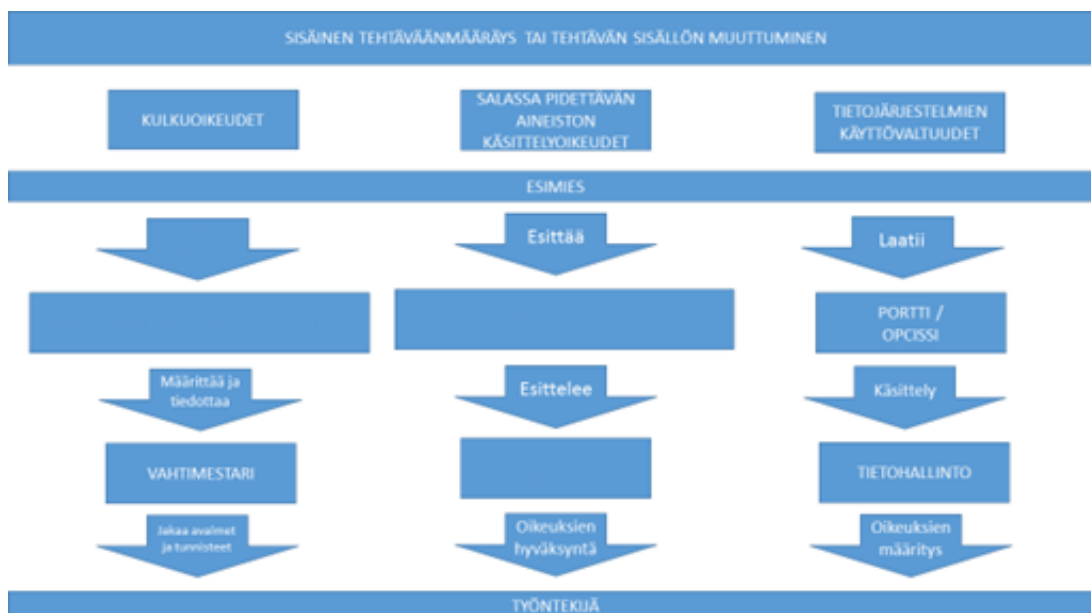 SISÄINEN TEHTÄVÄÄNMÄÄRÄYS TAI TEHTÄVÄN SISÄLLÖN MUUTTUMINEN
KULKUOIKEUDET
SALASSA PIDETTÄVÄN
AINEISTON
KÄSITTELYOIKEUDET
TIETOJÄRJESTELMIEN
KÄYTTÖVALTUUDET
ESIMIES
Esittää
Laatii
PORTTI /
OPCISSI
Määrittää ja
tiedottaa
Esittelee
Käsittely
VAHTIMESTARI
TIETOHALLINTO
Jakaa avaimet
ja tunnisteet
Oikeuksien
hyväksyntä
Oikeuksien
määritys
TYÖNTEKIJÄ